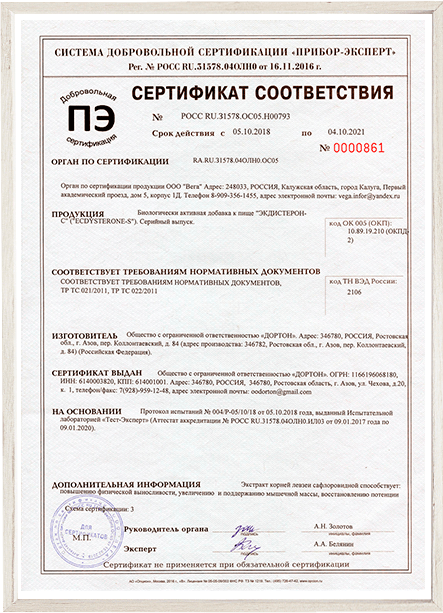 СИСТЕМА ДОБРОВОЛЬНОЙ СЕРТИФИКАЦИИ «ПРИБОР-ЭКСПЕРТ»
Рег. № РОСС RU.31578.04ОЛН0 от 16.11.2016 г.
Добровольная
ПЭ
сертификация
СЕРТИФИКАТ СООТВЕТСТВИЯ
№ РОСС RU.31578.ОС05.Н00793
Срок действия с 05.10.2018 по 04.10.2021
№ 0000861
ОРГАН ПО СЕРТИФИКАЦИИ RA.RU.31578.04ОЛН0.ОС05
Орган по сертификации продукции ООО "Вега" Адрес: 248033, РОССИЯ, Калужская область, город Калуга, Первый
академический проезд, дом 5, корпус 1Д. Телефон 8-909-356-1455, адрес электронной почты: vega.infor@yandex.ru
ПРОДУКЦИЯ Биологически активная добавка к пище "ЭКДИСТЕРОН-
С" ("ECDYSTERONE-S"). Серийный выпуск.
код ОК 005 (ОКП):
10.89.19.210 (ОКПД-
2)
СООТВЕТСТВУЕТ ТРЕБОВАНИЯМ НОРМАТИВНЫХ ДОКУМЕНТОВ
СООТВЕТСТВУЕТ ТРЕБОВАНИЯМ НОРМАТИВНЫХ ДОКУМЕНТОВ,
ТР ТС 021/2011, ТР ТС 022/2011
код ТН ВЭД России:
2106
ИЗГОТОВИТЕЛЬ Общество с ограниченной ответственностью «ДОРТОН». Адрес: 346780, РОССИЯ, Ростовская
обл., г. Азов, пер. Коллонтаевский, д. 84 (адрес производства: 346782, Ростовская обл., г. Азов, пер. Коллонтаевский,
д. 84) (Российская Федерация).
СЕРТИФИКАТ ВЫДАН Общество с ограниченной ответственностью «ДОРТОН». ОГРН: 1166196068180,
ИНН: 6140003820, КПП: 614001001. Адрес: 346780, РОССИЯ, Ростовская область, г. Азов, ул. Чехова, д.20,
к. 1, телефон/факс: 7(928)-959-12-48, адрес электронной почты: oodorton@gmail.com
НА ОСНОВАНИИ Протокол испытаний № 004/Р-05/10/18 от 05.10.2018 года, выданный Испытательной
лабораторией «Тест-Эксперт» (Аттестат аккредитации № РОСС RU.31578.04ОЛН0.ИЛ03 от 09.01.2017 года по
09.01.2020).
ДОПОЛНИТЕЛЬНАЯ ИНФОРМАЦИЯ Экстракт корней левзеи сафлоровидной способствует:
повышению физической выносливости, увеличению и поддержанию мышечной массы, восстановлению потенции
Схема сертификации: 3
ДЛЯ
СЕРТИФИКАТОВ
М.П.
Руководитель органа
подпись
А.Н. Золотов
инициалы, фамилия
Эксперт
подпись
А.А. Белянин
инициалы, фамилия
Сертификат не применяется при обязательной сертификации